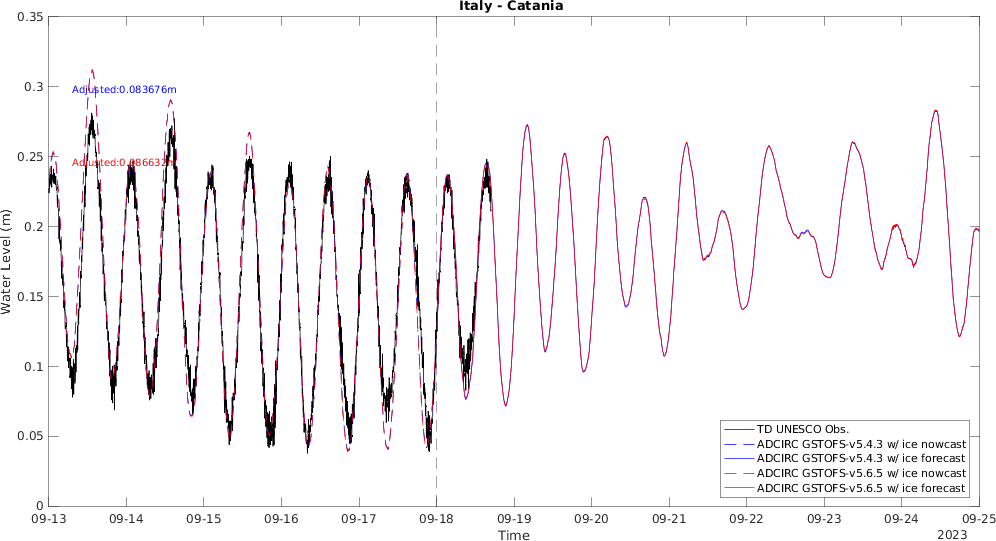 Italy - Catania
0.35
0.3
0.25
0.2
0.15
0.1
0.05
0
Water Level (m)
Adjusted:0.083676m
TD UNESCO Obs.
ADCIRC GSTOFS-v5.4.3 w/ ice nowcast
ADCIRC GSTOFS-v5.4.3 w/ ice forecast
ADCIRC GSTOFS-v5.6.5 w/ ice nowcast
ADCIRC GSTOFS-v5.6.5 w/ ice forecast
09-13 09-14 09-15 09-16 09-17 09-18 09-19 09-20 09-21 09-22 09-23 09-24 09-25
Time
2023